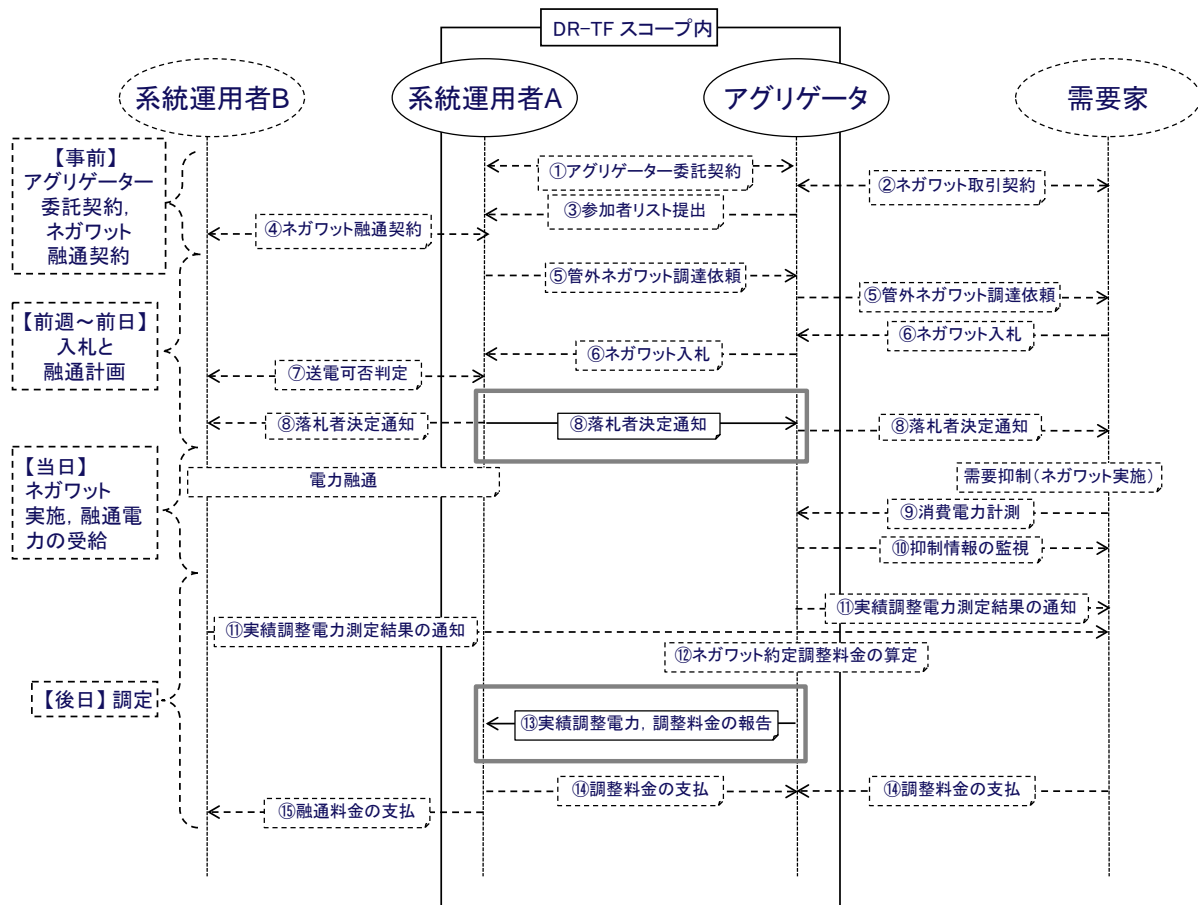 DR-TF スコープ内
系統運用者B
系統運用者A
アグリゲータ
需要家
【事前】
アグリゲーター
委託契約,
ネガワット
融通契約
①アグリゲーター委託契約
②ネガワット取引契約
③参加者リスト提出
④ネガワット融通契約
⑤管外ネガワット調達依頼
⑤管外ネガワット調達依頼
【前週～前日】
入札と
融通計画
⑥ネガワット入札
⑥ネガワット入札
⑦送電可否判定
⑧落札者決定通知
⑧落札者決定通知
⑧落札者決定通知
【当日】
ネガワット
実施, 融通電
力の受給
電力融通
需要抑制(ネガワット実施)
⑨消費電力計測
⑩抑制情報の監視
⑪実績調整電力測定結果の通知
⑪実績調整電力測定結果の通知
⑫ネガワット約定調整料金の算定
【後日】調定
⑬実績調整電力, 調整料金の報告
⑭調整料金の支払
⑭調整料金の支払
⑮融通料金の支払